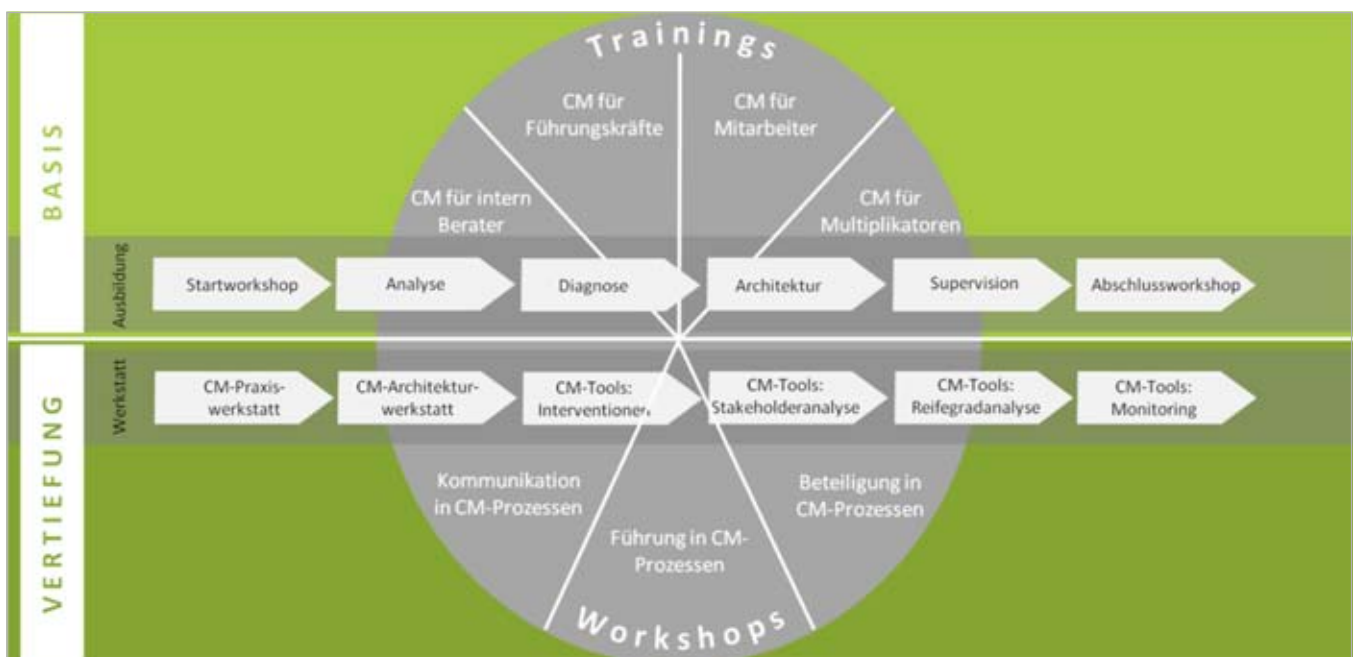 Trainings
BASIS
CM für
Führungskräfte
CM für
Mitarbeiter
CM für intern
Berater
CM für
Multiplikatoren
Ausbildung
Startworkshop
Analyse
Diagnose
Architektur
Supervision
Abschlussworkshop
VERTIEFUNG
Werkstatt
CM-Praxis-
werkstatt
CM-Architektur-
werkstatt
CM-Tools:
Interventionen
CM-Tools:
Stakeholderanalyse
CM-Tools:
Reifegradanalyse
CM-Tools:
Monitoring
Kommunikation
in CM-Prozessen
Führung in CM-
Prozessen
Beteiligung in
CM-Prozessen
Workshops